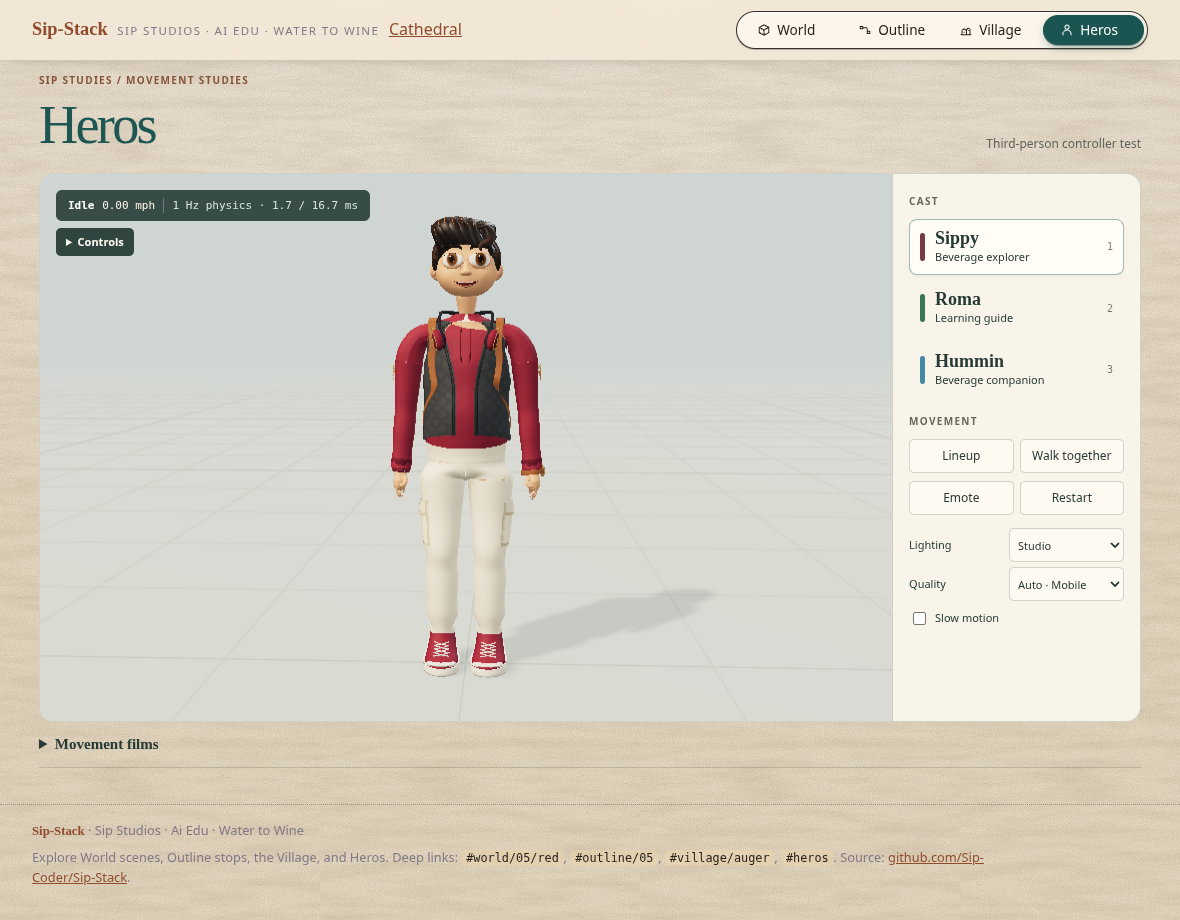 Sip-Stack SIP STUDIOS · AI EDU · WATER TO WINE Cathedral
World Outline Village Heros
SIP STUDIES / MOVEMENT STUDIES
Heros
Third-person controller test
Idle 0.00 mph 1 Hz physics · 1.7 / 16.7 ms
Controls
CAST
Sippy
Beverage explorer
1
Roma
Learning guide
2
Hummin
Beverage companion
3
MOVEMENT
Lineup Walk together
Emote Restart
Lighting Studio
Quality Auto · Mobile
Slow motion
Movement films
Sip-Stack · Sip Studios · Ai Edu · Water to Wine
Explore World scenes, Outline stops, the Village, and Heros. Deep links: #world/05/red , #outline/05 , #village/auger , #heros . Source: github.com/Sip-
Coder/Sip-Stack.